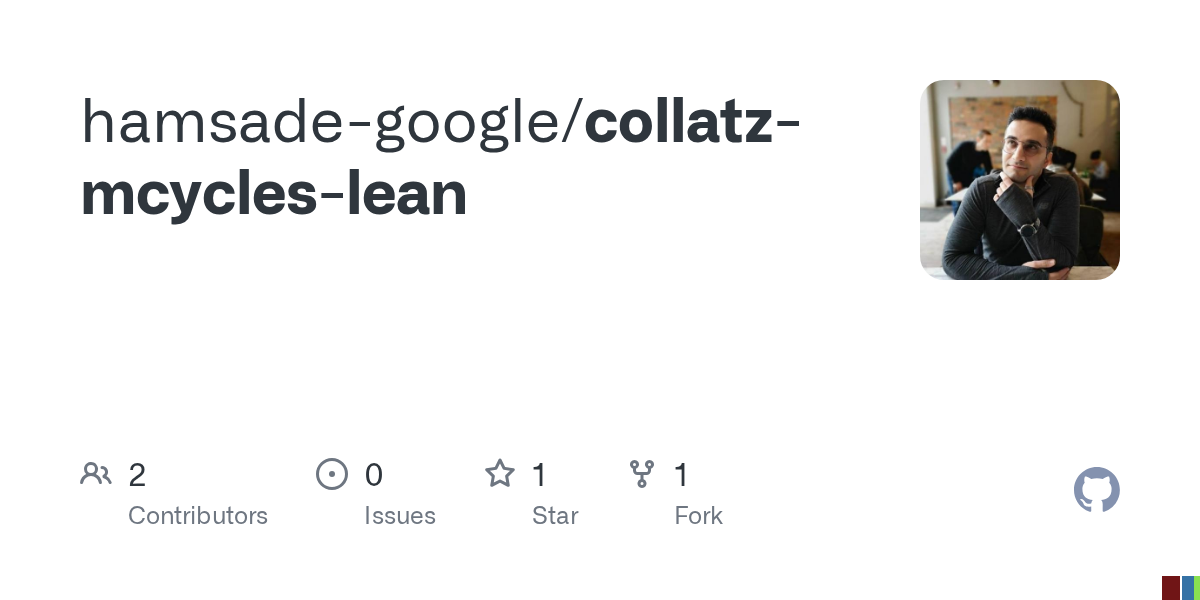 hamsade-google/collatz-
mcycles-lean
2
Contributors
0
Issues
1
Star
1
Fork